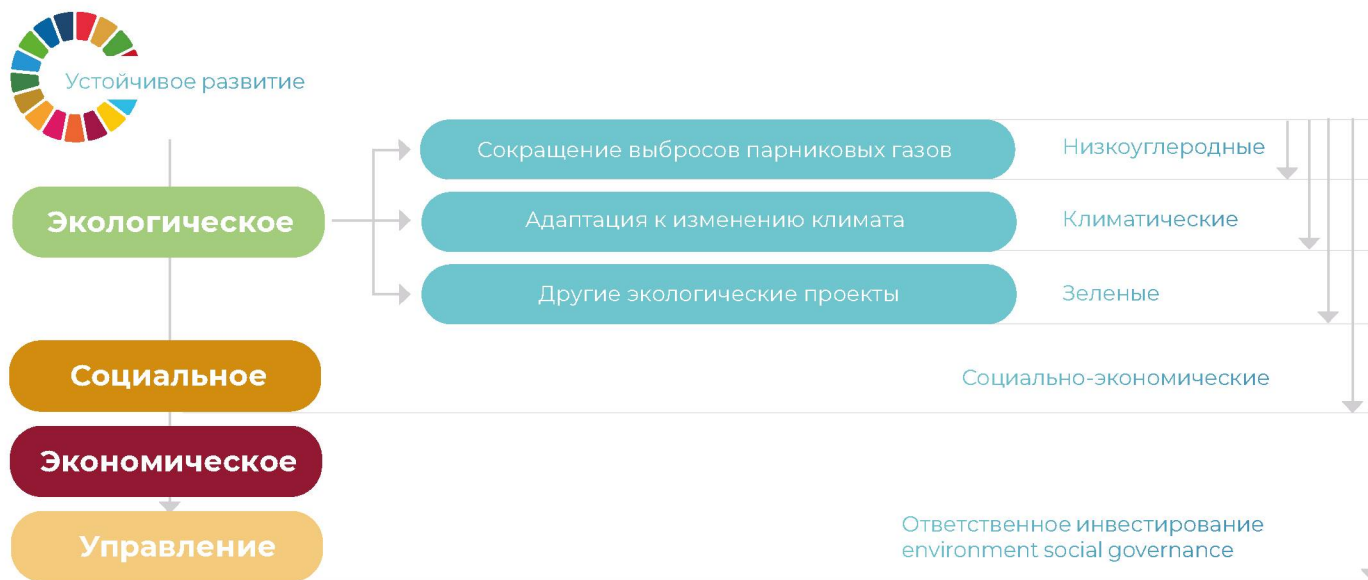 Устойчивое развитие
Сокращение выбросов парниковых газов
Низкоуглеродные
Экологическое
Адаптация к изменению климата
Климатические
Другие экологические проекты
Зеленые
Социальное
Социально-экономические
Экономическое
Управление
Ответственное инвестирование
environment social governance